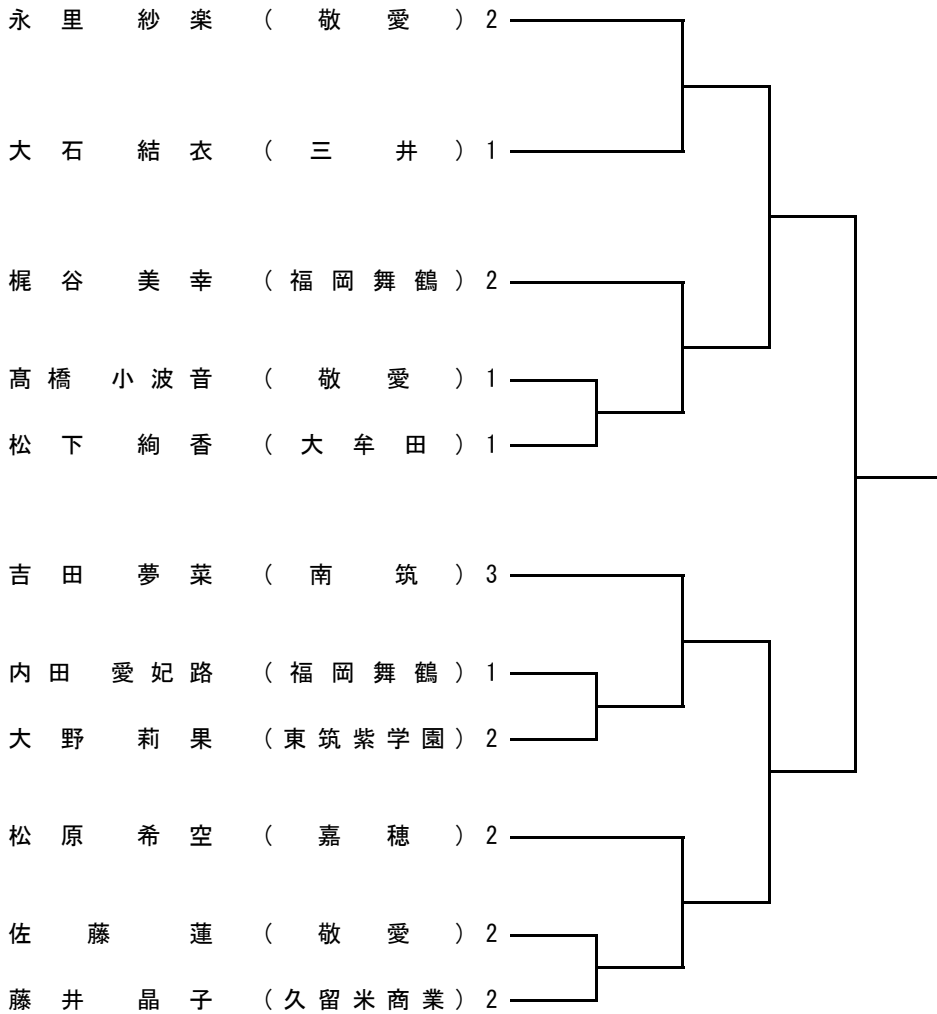 永里 紗楽 (敬愛) 2
大石 結衣 (三井) 1
梶谷 美幸 (福岡舞鶴) 2
髙橋 小波音 (敬愛) 1
松下 絢香 (大牟田) 1
吉田 夢菜 (南筑) 3
内田 愛妃路 (福岡舞鶴) 1
大野 莉果 (東筑紫学園) 2
松原 希空 (嘉穂) 2
佐藤 蓮 (敬愛) 2
藤井 晶子 (久留米商業) 2